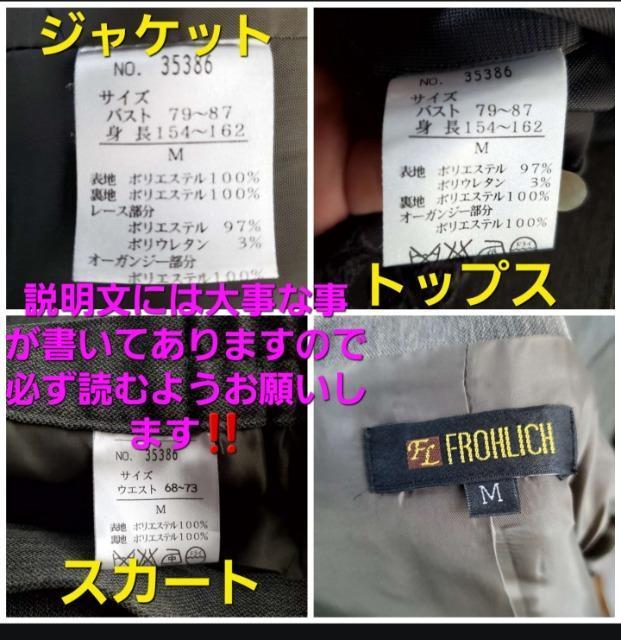 ジャケット
NO. 35386
サイズ
バスト 79〜87
身 長154〜162
M
表地 ポリエステル100%
裏地 ポリエステル100%
レース部分
ポリエステル 97%
ポリウレタン 3%
オーガンジー部分
ポリエステル100%
NO. 35386
サイズ
バスト 79〜87
身 長154〜162
M
表地 ポリエステル 97%
ポリウレタン 3%
裏地 ポリエステル100%
オーガンジー部分
ポリエステル100%
トップス
説明文には大事な事
が書いてありますので
必ず読むようお願いし
ます‼️
NO. 35386
サイズ
ウエスト 68~73
M
表地 ポリエステル100%
裏地 ポリエステル100%
スカート
FL FROHLICH
M